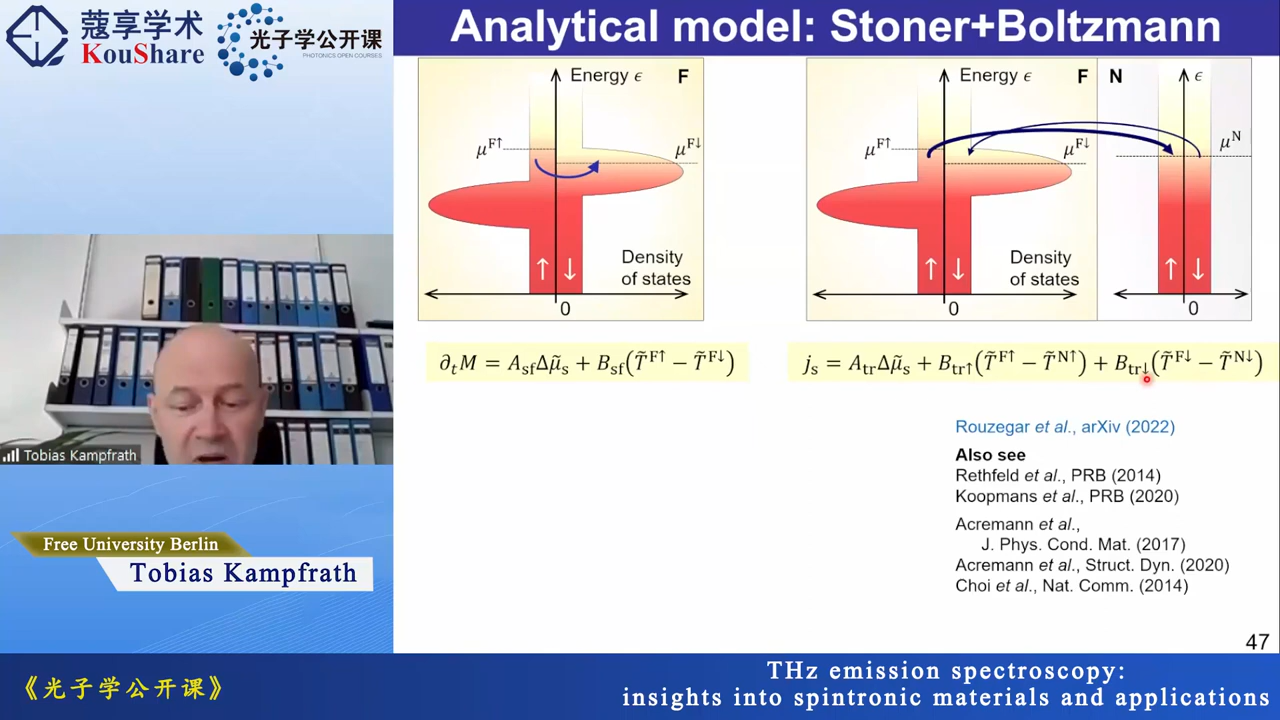 蔻享学术
KouShare
光子学公开课
PHOTONICS OPEN COURSES
Analytical model: Stoner+Boltzmann
Energy ϵ
F
μ^F↑
μ^F↓
Density
of states
↑ ↓
0
Energy ϵ
F
N
ϵ
μ^F↑
μ^F↓
μ^N
Density
of states
↑ ↓
↑ ↓
0
0
∂ₜM = A_sf Δμ̃_s + B_sf(T̃^F↑ − T̃^F↓)
j_s = A_tr Δμ̃_s + B_tr↑(T̃^F↑ − T̃^N↑) + B_tr↓(T̃^F↓ − T̃^N↓)
Rouzegar et al., arXiv (2022)
Also see
Rethfeld et al., PRB (2014)
Koopmans et al., PRB (2020)
Acremann et al.,
J. Phys. Cond. Mat. (2017)
Acremann et al., Struct. Dyn. (2020)
Choi et al., Nat. Comm. (2014)
47
Tobias Kampfrath
Free University Berlin
Tobias Kampfrath
《光子学公开课》
THz emission spectroscopy:
insights into spintronic materials and applications